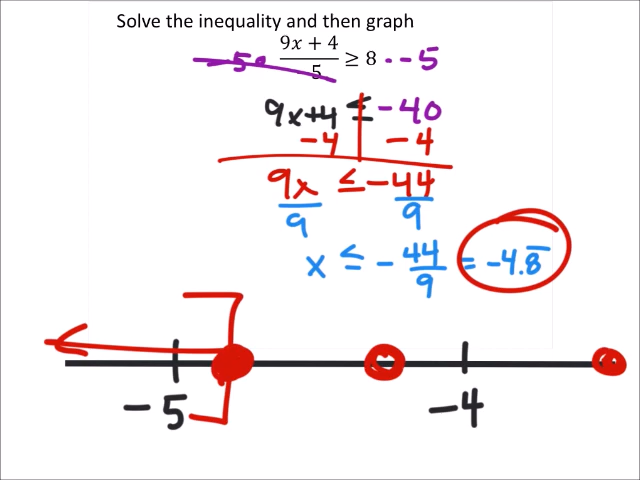 Solve the inequality and then graph
-5 • (9x + 4)/-5 ≥ 8 • -5
9x+4 ≤ -40
-4 -4
9x ≤ -44
9 9
x ≤ - 44/9 = -4.8̅
-5 -4